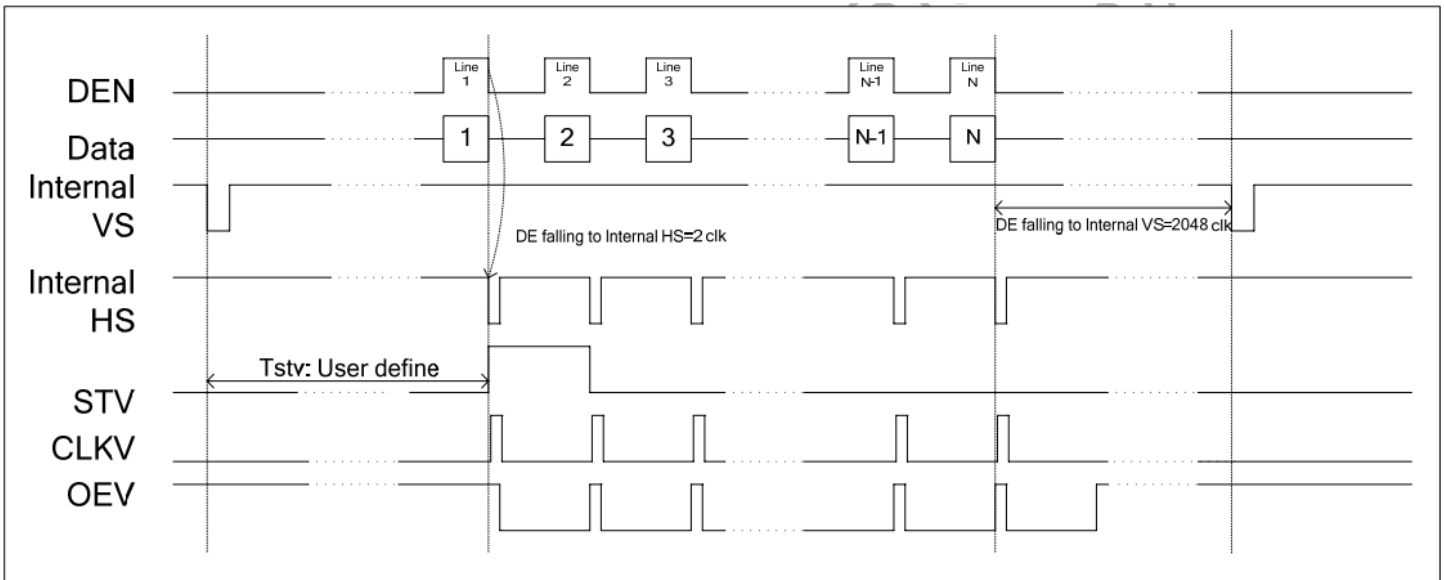 DEN
Line
1
Line
2
Line
3
Line
N-1
Line
N
Data
1
2
3
N-1
N
Internal
VS
DE falling to Internal HS=2 clk
DE falling to Internal VS=2048 clk
Internal
HS
Tstv: User define
STV
CLKV
OEV